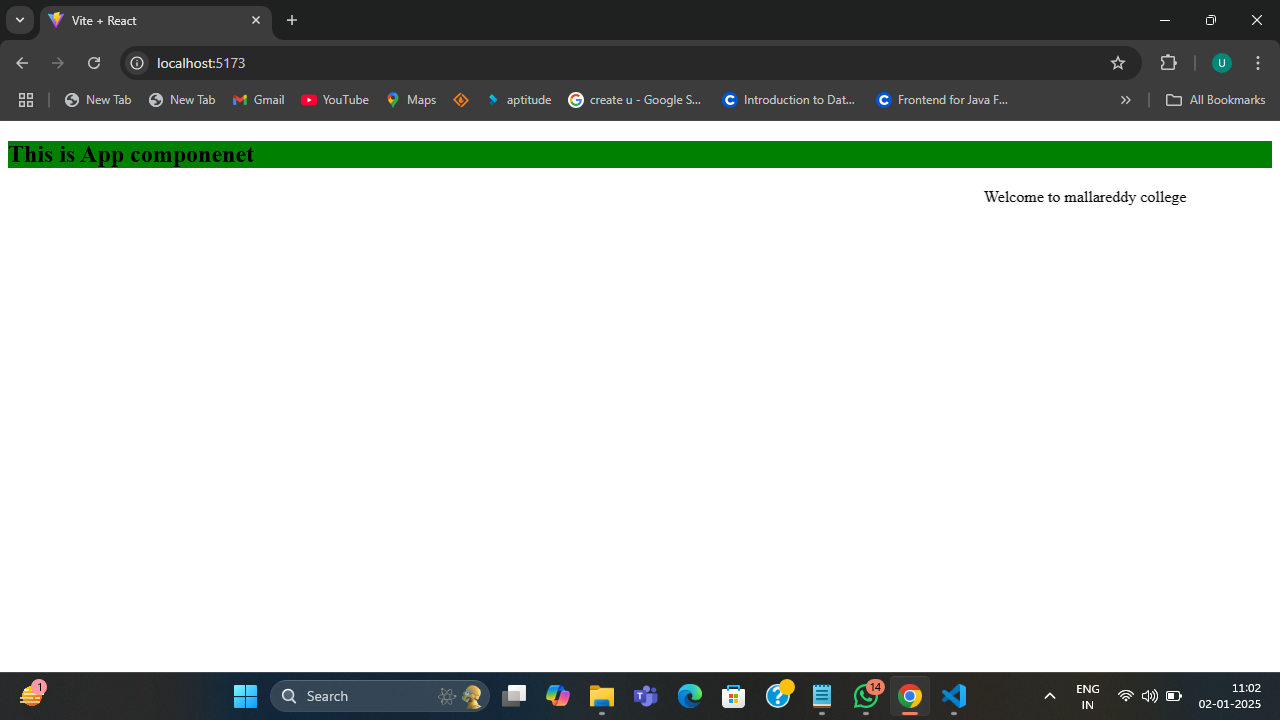 Vite + React
localhost:5173
New Tab New Tab Gmail YouTube Maps aptitude create u - Google S... Introduction to Dat... Frontend for Java F... All Bookmarks
U
This is App componenet
Welcome to mallareddy college
1
Search
14
ENG
IN
11:02
02-01-2025